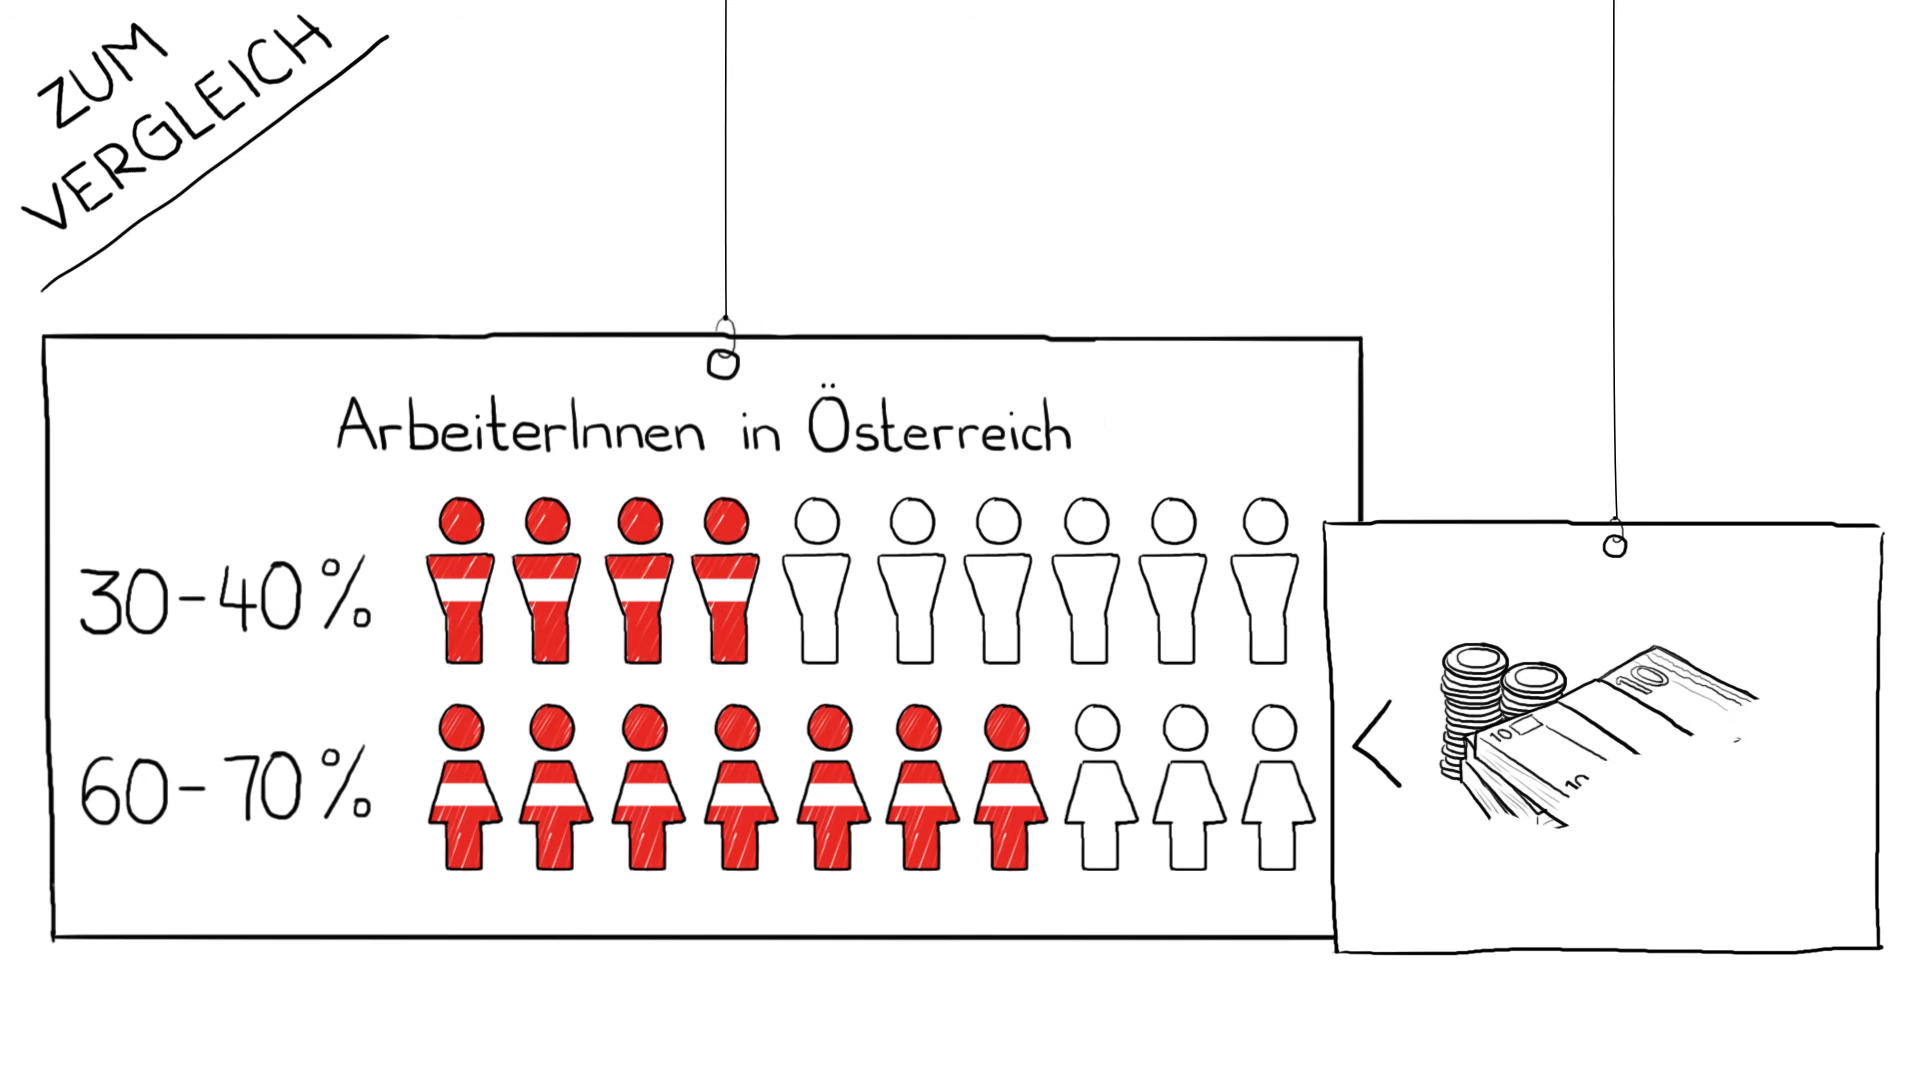 ZUM
VERGLEICH
ArbeiterInnen in Österreich
30-40%
60-70%
<
10
10
10